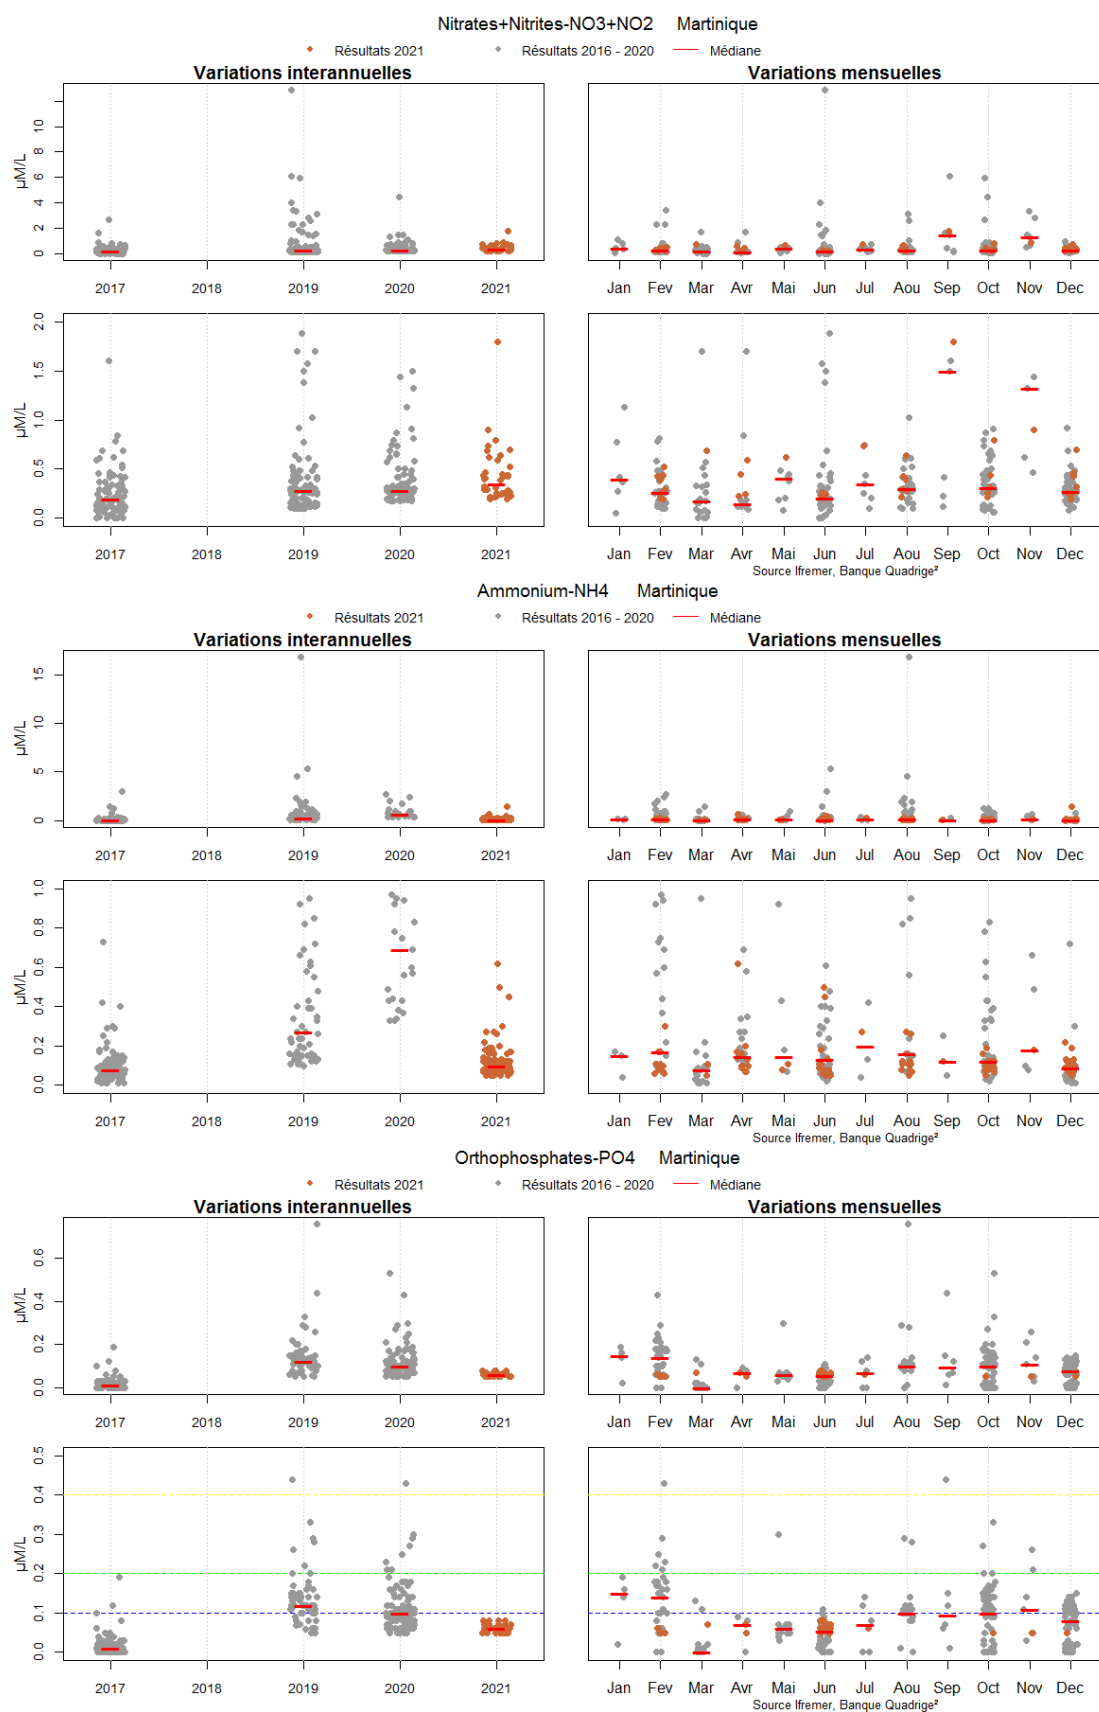 Nitrates+Nitrites-NO3+NO2 Martinique
Résultats 2021 Résultats 2016 - 2020 Médiane
Variations interannuelles Variations mensuelles
µM/L
0 2 4 6 8 10
2017 2018 2019 2020 2021
Jan Fev Mar Avr Mai Jun Jul Aou Sep Oct Nov Dec
µM/L
0.0 0.5 1.0 1.5 2.0
2017 2018 2019 2020 2021
Jan Fev Mar Avr Mai Jun Jul Aou Sep Oct Nov Dec
Source Ifremer, Banque Quadrige²
Ammonium-NH4 Martinique
Résultats 2021 Résultats 2016 - 2020 Médiane
Variations interannuelles Variations mensuelles
µM/L
0 5 10 15
2017 2018 2019 2020 2021
Jan Fev Mar Avr Mai Jun Jul Aou Sep Oct Nov Dec
µM/L
0.0 0.2 0.4 0.6 0.8 1.0
2017 2018 2019 2020 2021
Jan Fev Mar Avr Mai Jun Jul Aou Sep Oct Nov Dec
Source Ifremer, Banque Quadrige²
Orthophosphates-PO4 Martinique
Résultats 2021 Résultats 2016 - 2020 Médiane
Variations interannuelles Variations mensuelles
µM/L
0.0 0.2 0.4 0.6
2017 2018 2019 2020 2021
Jan Fev Mar Avr Mai Jun Jul Aou Sep Oct Nov Dec
µM/L
0.0 0.1 0.2 0.3 0.4 0.5
2017 2018 2019 2020 2021
Jan Fev Mar Avr Mai Jun Jul Aou Sep Oct Nov Dec
Source Ifremer, Banque Quadrige²